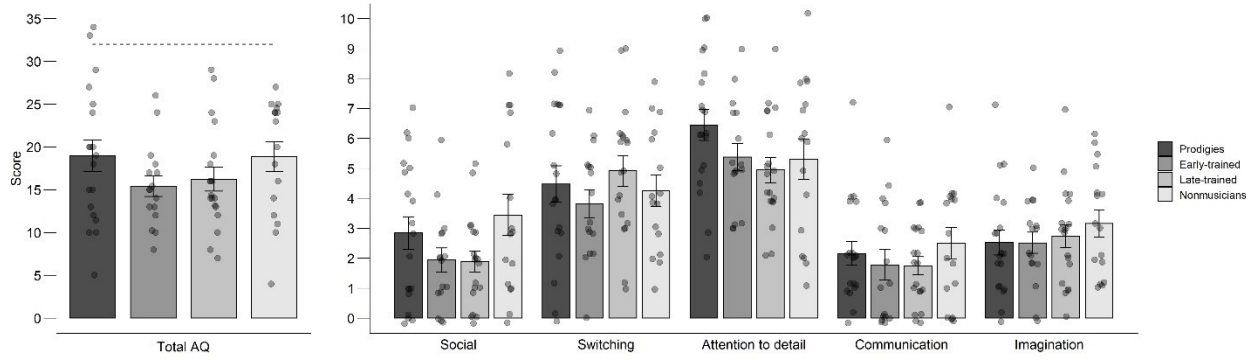 Score
35
30
25
20
15
10
5
0
Total AQ
10
9
8
7
6
5
4
3
2
1
0
Social Switching Attention to detail Communication Imagination
Prodigies
Early-trained
Late-trained
Nonmusicians